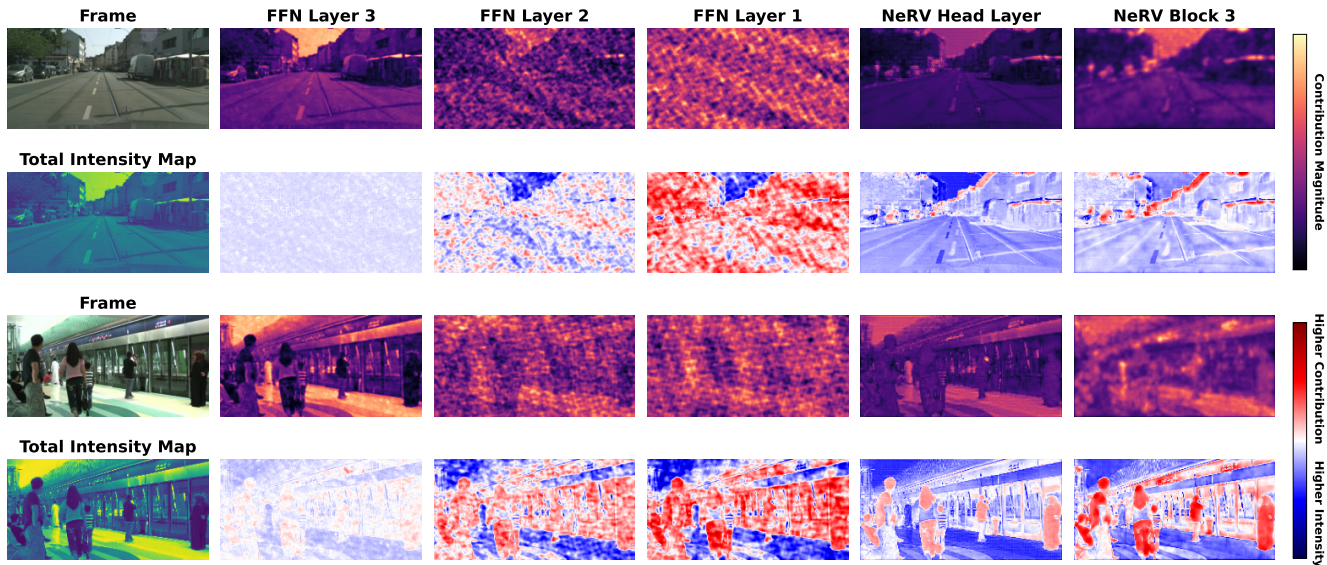 Frame
FFN Layer 3
FFN Layer 2
FFN Layer 1
NeRV Head Layer
NeRV Block 3
Contribution Magnitude
Total Intensity Map
Frame
Higher Contribution
Higher Intensity
Total Intensity Map